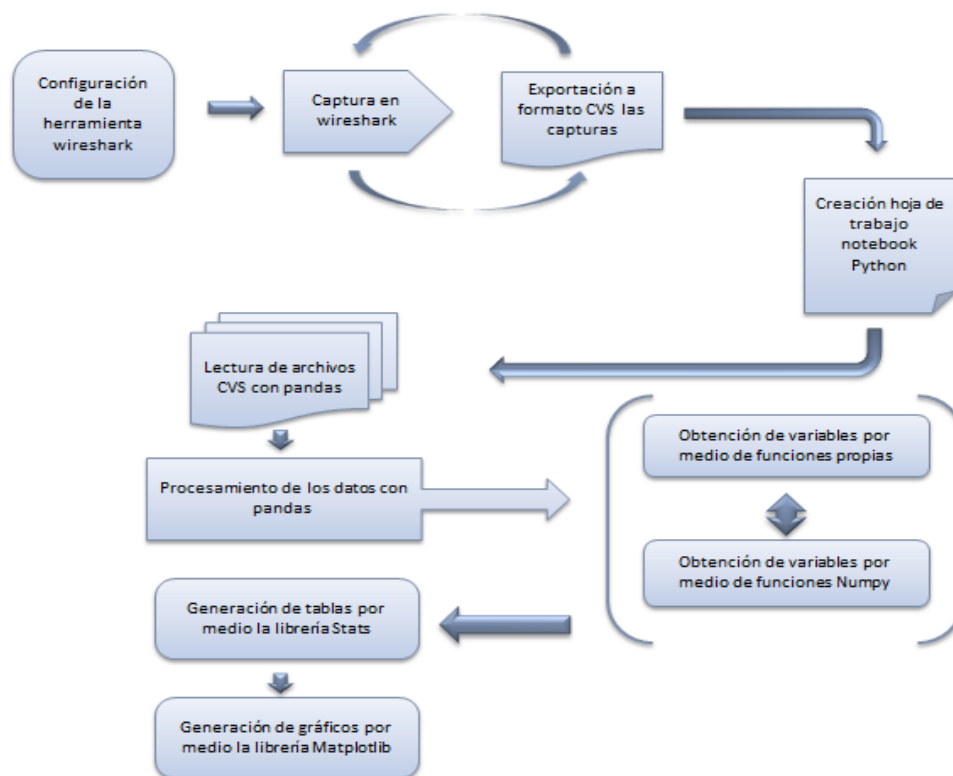 Configuración
de la
herramienta
wireshark
Captura en
wireshark
Exportación a
formato CVS las
capturas
Creación hoja de
trabajo
notebook
Python
Lectura de archivos
CVS con pandas
Obtención de variables por
medio de funciones propias
Procesamiento de los datos con
pandas
Obtención de variables por
medio de funciones Numpy
Generación de tablas por
medio la librería Stats
Generación de gráficos por
medio la librería Matplotlib